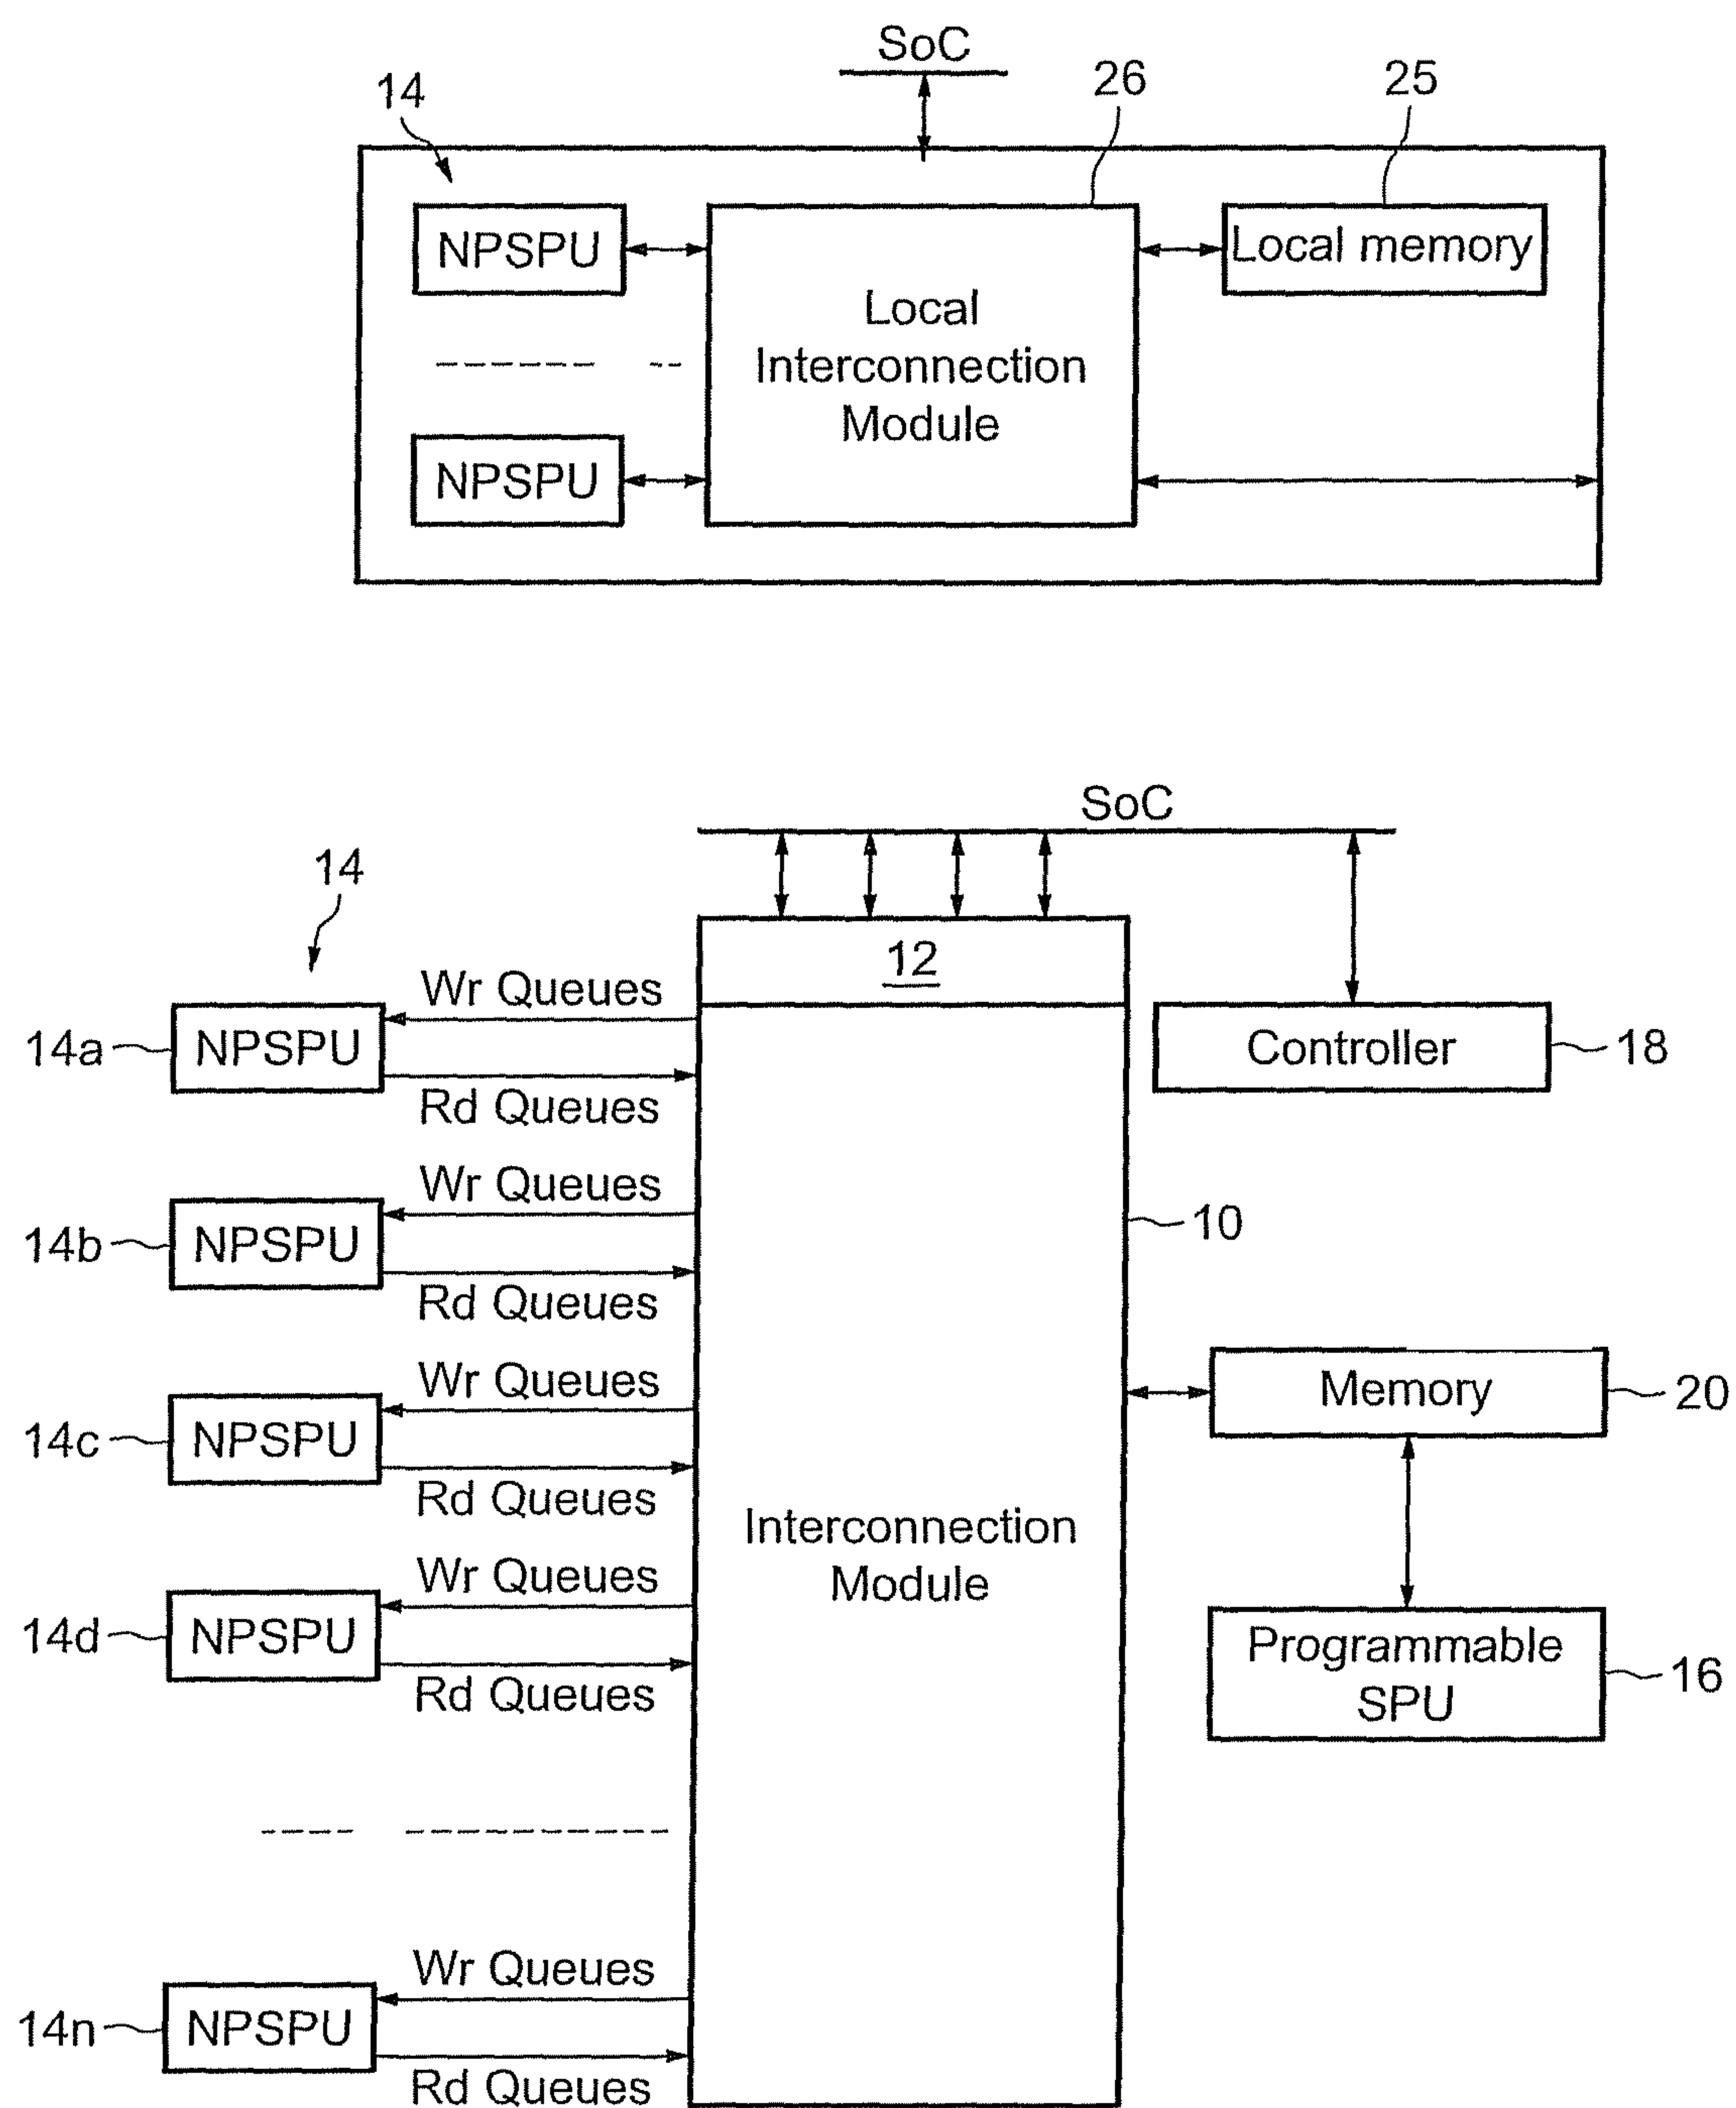 SoC
14
26
25
NPSPU
Local memory
Local
Interconnection
Module
NPSPU
SoC
14
12
Wr Queues
14a
NPSPU
Controller
18
Rd Queues
Wr Queues
14b
NPSPU
10
Rd Queues
Wr Queues
Memory
20
14c
NPSPU
Rd Queues
Interconnection
Module
Wr Queues
14d
NPSPU
Programmable
SPU
16
Rd Queues
Wr Queues
14n
NPSPU
Rd Queues